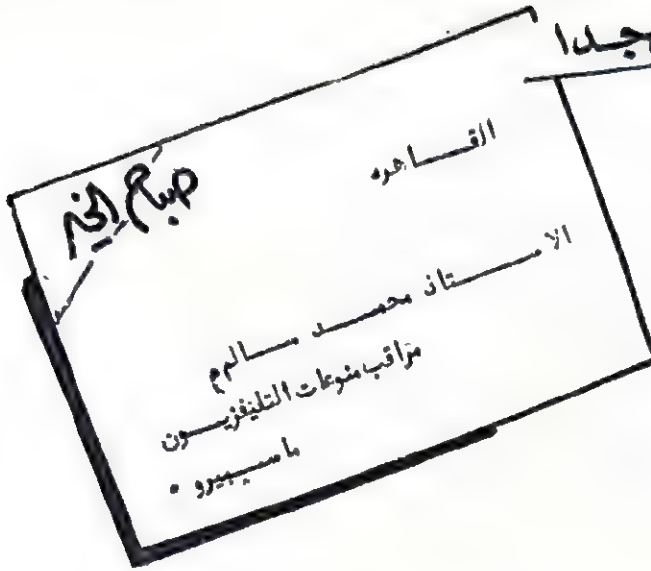 جدا
صباح الخير
القاهره
الاستاذ محمد سالم
مراقب منوعات التليفزيون
ماسبيرو .